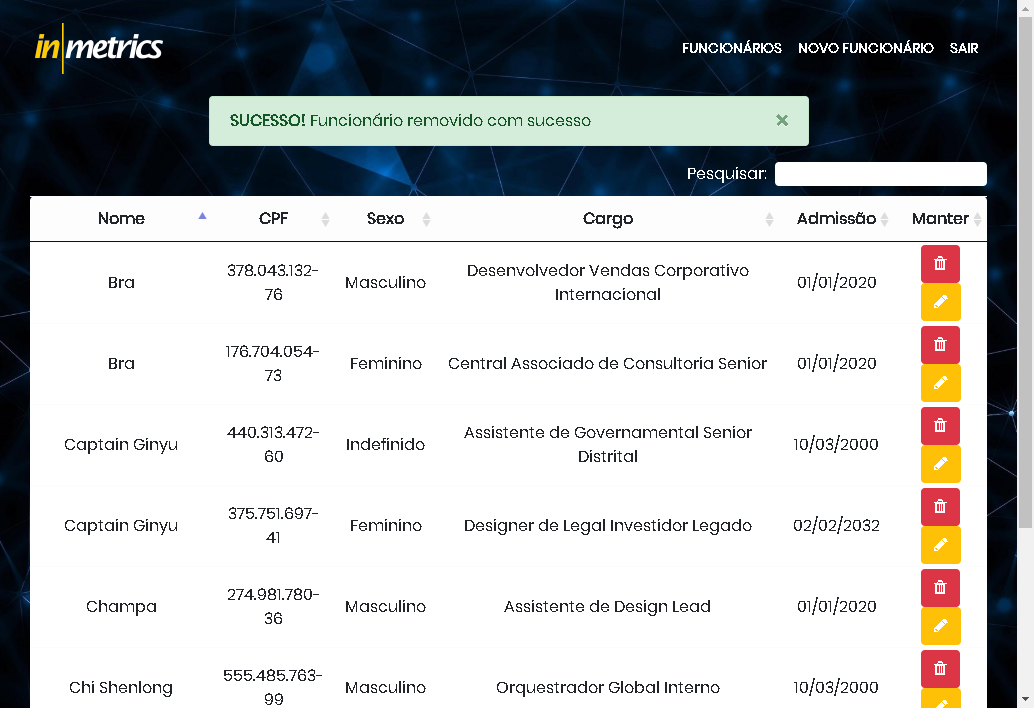 in|metrics
FUNCIONÁRIOS NOVO FUNCIONÁRIO SAIR
SUCESSO! Funcionário removido com sucesso ×
Pesquisar:
Nome CPF Sexo Cargo Admissão Manter
Bra 378.043.132-76 Masculino Desenvolvedor Vendas Corporativo Internacional 01/01/2020
Bra 176.704.054-73 Feminino Central Associado de Consultoria Senior 01/01/2020
Captain Ginyu 440.313.472-60 Indefinido Assistente de Governamental Senior Distrital 10/03/2000
Captain Ginyu 375.751.697-41 Feminino Designer de Legal Investidor Legado 02/02/2032
Champa 274.981.780-36 Masculino Assistente de Design Lead 01/01/2020
Chi Shenlong 555.485.763-99 Masculino Orquestrador Global Interno 10/03/2000